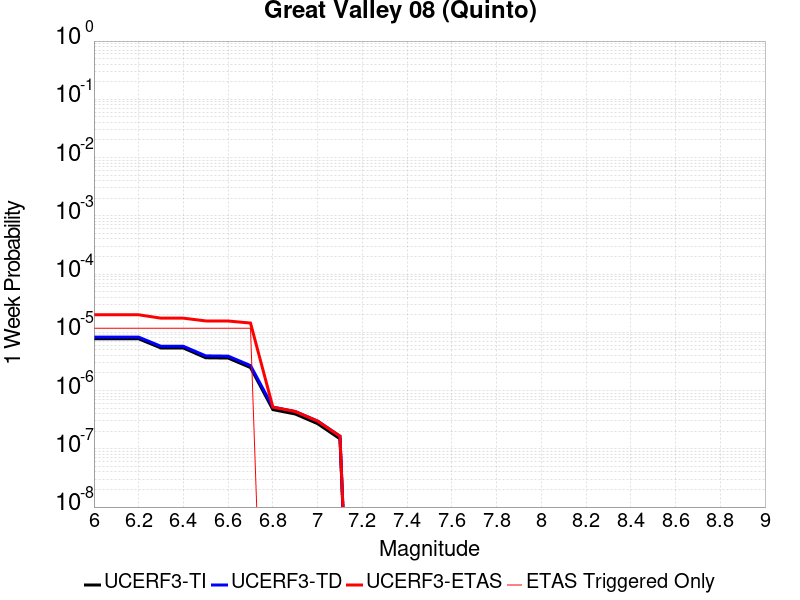 Great Valley 08 (Quinto)
10^0
10^-1
10^-2
10^-3
10^-4
10^-5
10^-6
10^-7
10^-8
1 Week Probability
6 6.2 6.4 6.6 6.8 7 7.2 7.4 7.6 7.8 8 8.2 8.4 8.6 8.8 9
Magnitude
UCERF3-TI UCERF3-TD UCERF3-ETAS ETAS Triggered Only